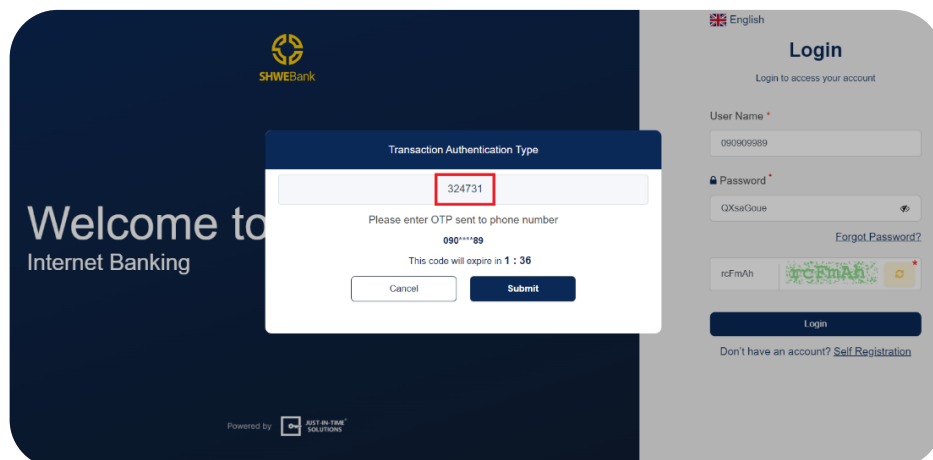 SHWEBank
Welcome to
Internet Banking
Powered by JUST-IN-TIME
SOLUTIONS
Transaction Authentication Type
324731
Please enter OTP sent to phone number
090****89
This code will expire in 1 : 36
Cancel Submit
English
Login
Login to access your account
User Name *
090909989
Password *
QXsaGoue
Forgot Password?
rcFmAh rcFmAh *
Login
Don't have an account? Self Registration